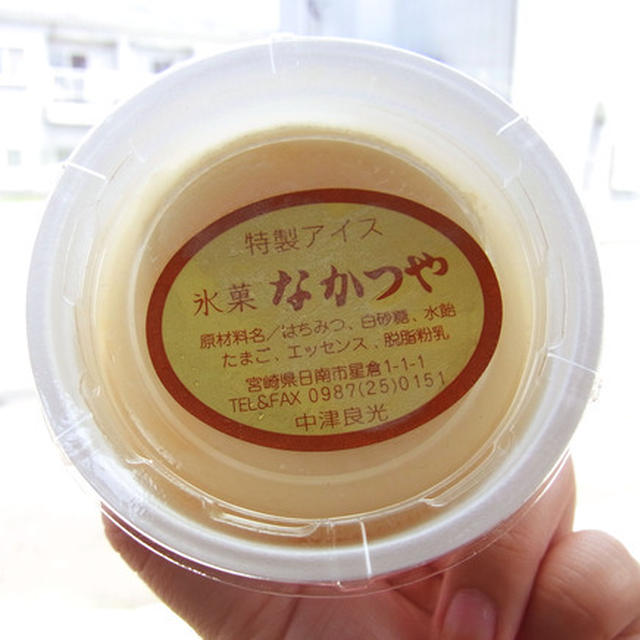 特製アイス
氷菓 なかつや
原材料名/はちみつ、白砂糖、水飴
たまご、エッセンス、脱脂粉乳
宮崎県日南市星倉1-1-1
TEL&FAX 0987(25)0151
中津良光